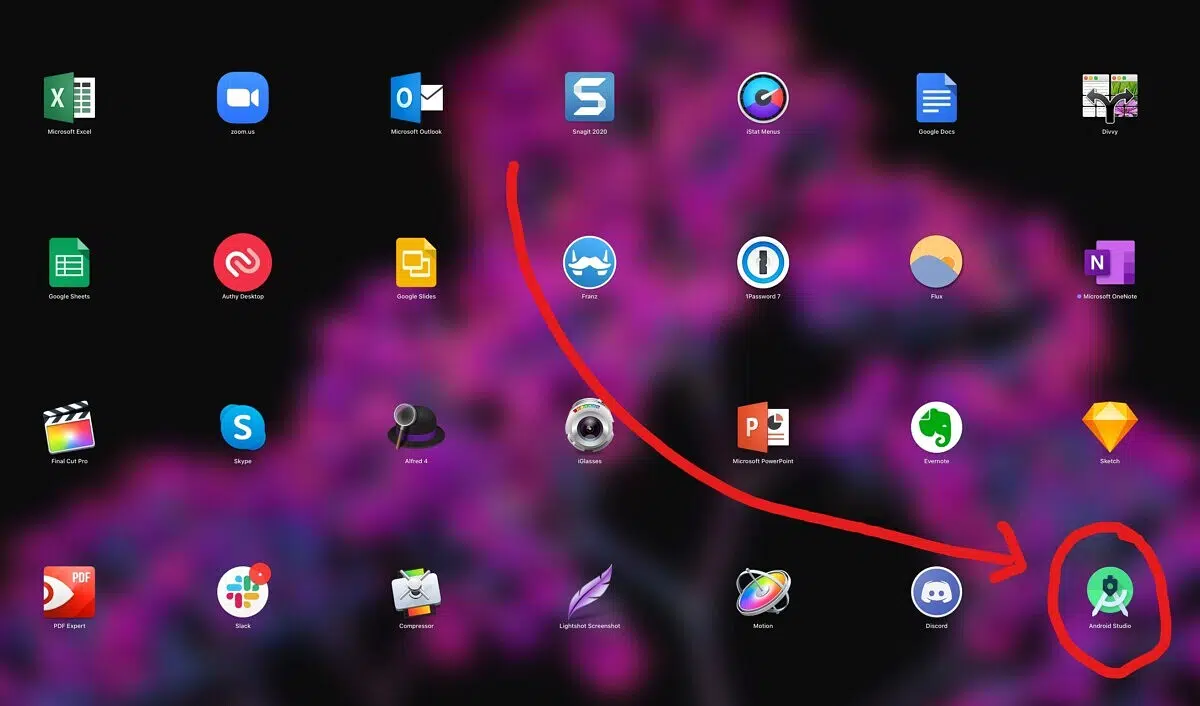 Microsoft Excel
zoom.us
Microsoft Outlook
Snagit 2020
iStat Menus
Google Docs
Divvy
Google Sheets
Authy Desktop
Google Slides
Franz
1Password 7
Flux
Microsoft OneNote
Final Cut Pro
Skype
Alfred 4
iGlasses
Microsoft PowerPoint
Evernote
Sketch
PDF
PDF Expert
Slack
Compressor
Lightshot Screenshot
Motion
Discord
Android Studio